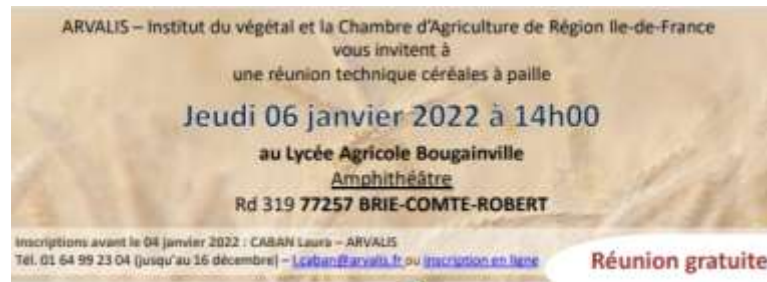 ARVALIS – Institut du végétal et la Chambre d'Agriculture de Région Ile-de-France
vous invitent à
une réunion technique céréales à paille
Jeudi 06 janvier 2022 à 14h00
au Lycée Agricole Bougainville
Amphithéâtre
Rd 319 77257 BRIE-COMTE-ROBERT
Inscriptions avant le 04 janvier 2022 : CABAN Laura – ARVALIS
Tél. 01 64 99 23 04 (jusqu'au 16 décembre) – l.caban@arvalis.fr ou inscription en ligne
Réunion gratuite